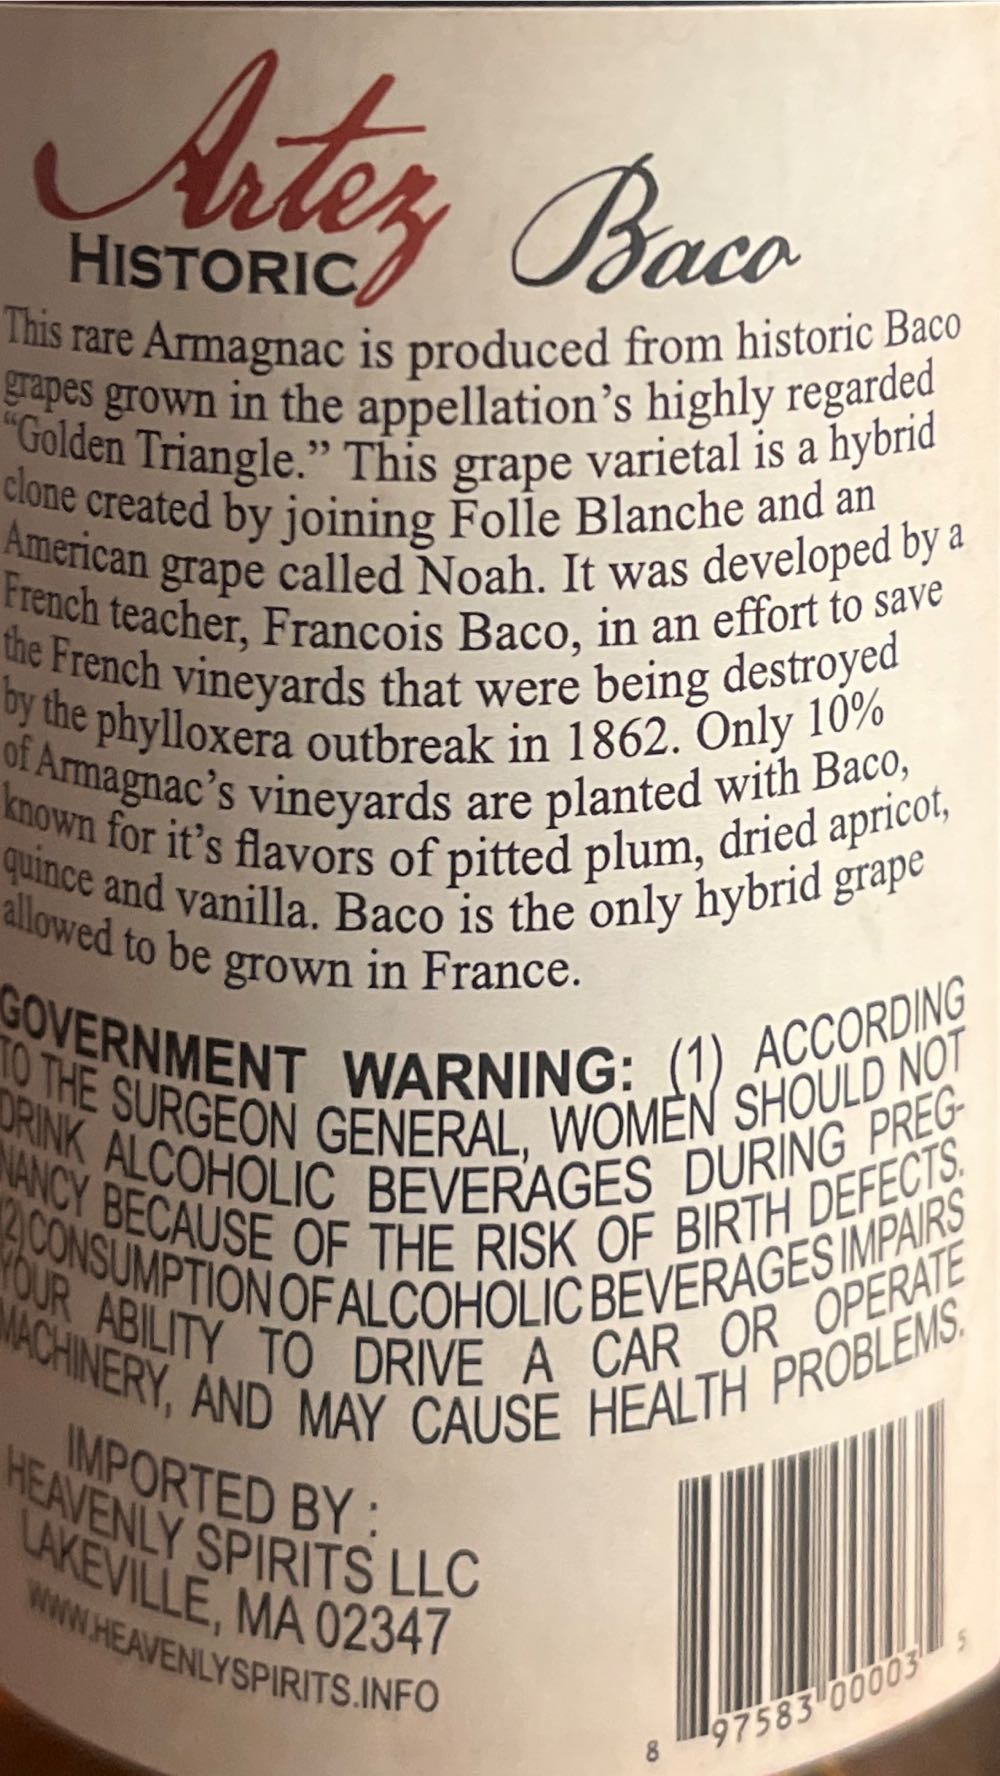 Artez Baco
HISTORIC
This rare Armagnac is produced from historic Baco
grapes grown in the appellation's highly regarded
"Golden Triangle." This grape varietal is a hybrid
clone created by joining Folle Blanche and an
American grape called Noah. It was developed by a
French teacher, Francois Baco, in an effort to save
the French vineyards that were being destroyed
by the phylloxera outbreak in 1862. Only 10%
of Armagnac's vineyards are planted with Baco,
known for it's flavors of pitted plum, dried apricot,
quince and vanilla. Baco is the only hybrid grape
allowed to be grown in France.
GOVERNMENT WARNING: (1) ACCORDING
TO THE SURGEON GENERAL, WOMEN SHOULD NOT
DRINK ALCOHOLIC BEVERAGES DURING PREG-
NANCY BECAUSE OF THE RISK OF BIRTH DEFECTS.
(2) CONSUMPTION OF ALCOHOLIC BEVERAGES IMPAIRS
YOUR ABILITY TO DRIVE A CAR OR OPERATE
MACHINERY, AND MAY CAUSE HEALTH PROBLEMS.
IMPORTED BY :
HEAVENLY SPIRITS LLC
LAKEVILLE, MA 02347
WWW.HEAVENLYSPIRITS.INFO
8 97583 00003 5